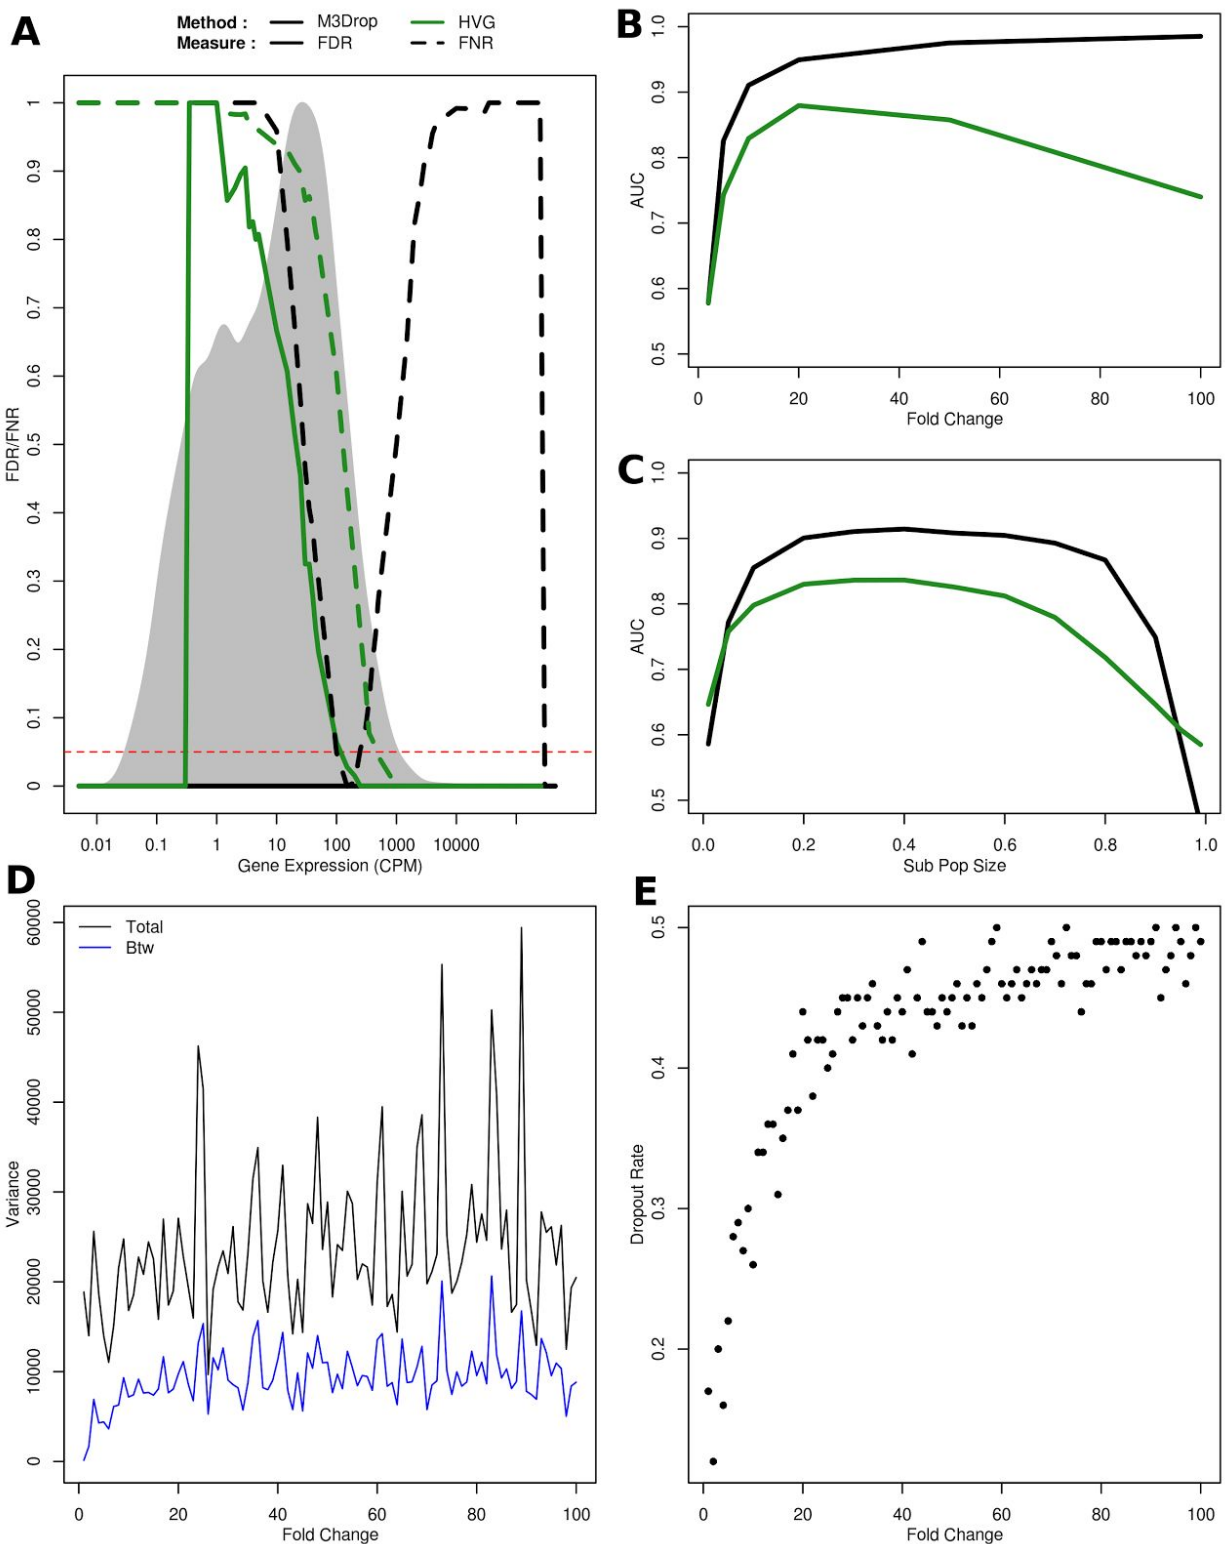 A
Method :
M3Drop
HVG
Measure :
FDR
FNR
FDR/FNR
1
0.9
0.8
0.7
0.6
0.5
0.4
0.3
0.2
0.1
0
0.01
0.1
1
10
100
1000
10000
Gene Expression (CPM)
B
AUC
1.0
0.9
0.8
0.7
0.6
0.5
0
20
40
60
80
100
Fold Change
C
AUC
1.0
0.9
0.8
0.7
0.6
0.5
0.0
0.2
0.4
0.6
0.8
1.0
Sub Pop Size
D
Total
Btw
Variance
60000
50000
40000
30000
20000
10000
0
0
20
40
60
80
100
Fold Change
E
Dropout Rate
0.5
0.4
0.3
0.2
0
20
40
60
80
100
Fold Change